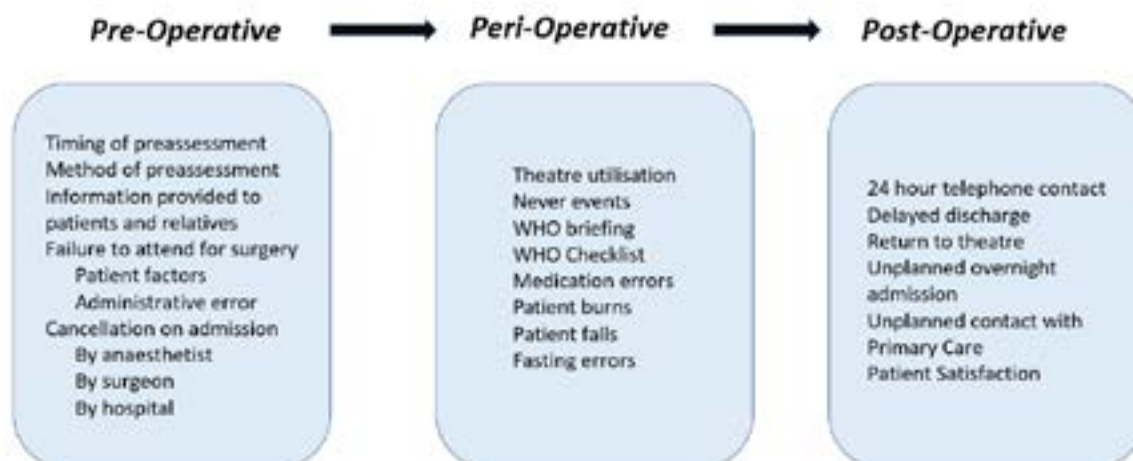 Pre-Operative
Peri-Operative
Post-Operative
Timing of preassessment
Method of preassessment
Information provided to
patients and relatives
Failure to attend for surgery
Patient factors
Administrative error
Cancellation on admission
By anaesthetist
By surgeon
By hospital
Theatre utilisation
Never events
WHO briefing
WHO Checklist
Medication errors
Patient burns
Patient falls
Fasting errors
24 hour telephone contact
Delayed discharge
Return to theatre
Unplanned overnight
admission
Unplanned contact with
Primary Care
Patient Satisfaction